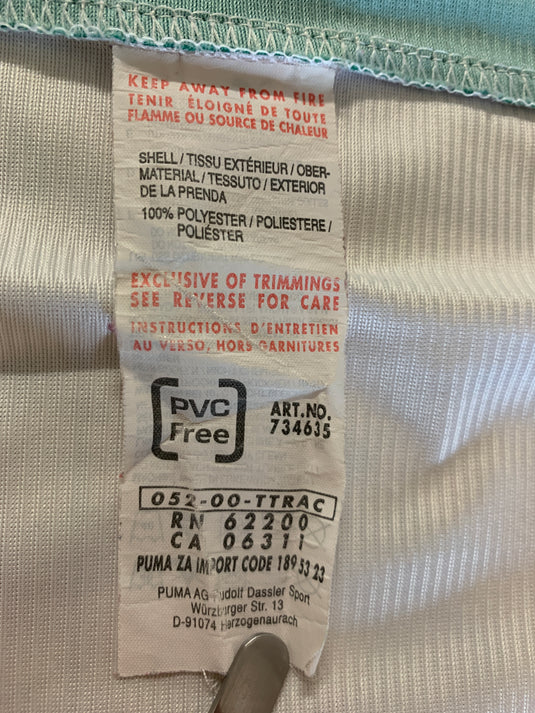 KEEP AWAY FROM FIRE
TENIR ÉLOIGNÉ DE TOUTE
FLAMME OU SOURCE DE CHALEUR
SHELL / TISSU EXTÉRIEUR / OBER-
MATERIAL / TESSUTO / EXTERIOR
DE LA PRENDA
100% POLYESTER / POLIESTERE /
POLIÉSTER
EXCLUSIVE OF TRIMMINGS
SEE REVERSE FOR CARE
INSTRUCTIONS D'ENTRETIEN
AU VERSO, HORS GARNITURES
PVC
Free
ART.NO.
734635
052-00-TTRAC
RN 62200
CA 06311
PUMA ZA IMPORT CODE 189 53 23
PUMA AG Rudolf Dassler Sport
Würzburger Str. 13
D-91074 Herzogenaurach